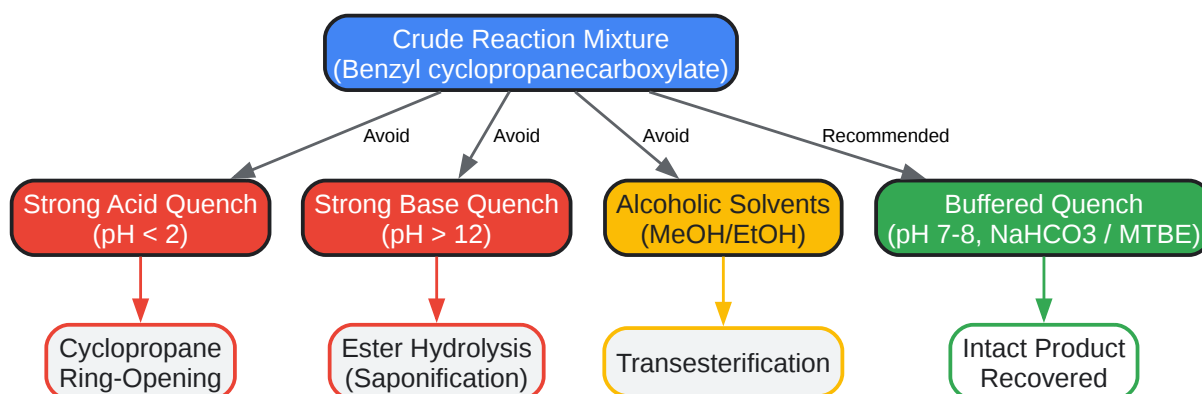 Crude Reaction Mixture
(Benzyl cyclopropanecarboxylate)
Avoid
Avoid
Avoid
Recommended
Strong Acid Quench
(pH < 2)
Strong Base Quench
(pH > 12)
Alcoholic Solvents
(MeOH/EtOH)
Buffered Quench
(pH 7-8, NaHCO3 / MTBE)
Cyclopropane
Ring-Opening
Ester Hydrolysis
(Saponification)
Transesterification
Intact Product
Recovered